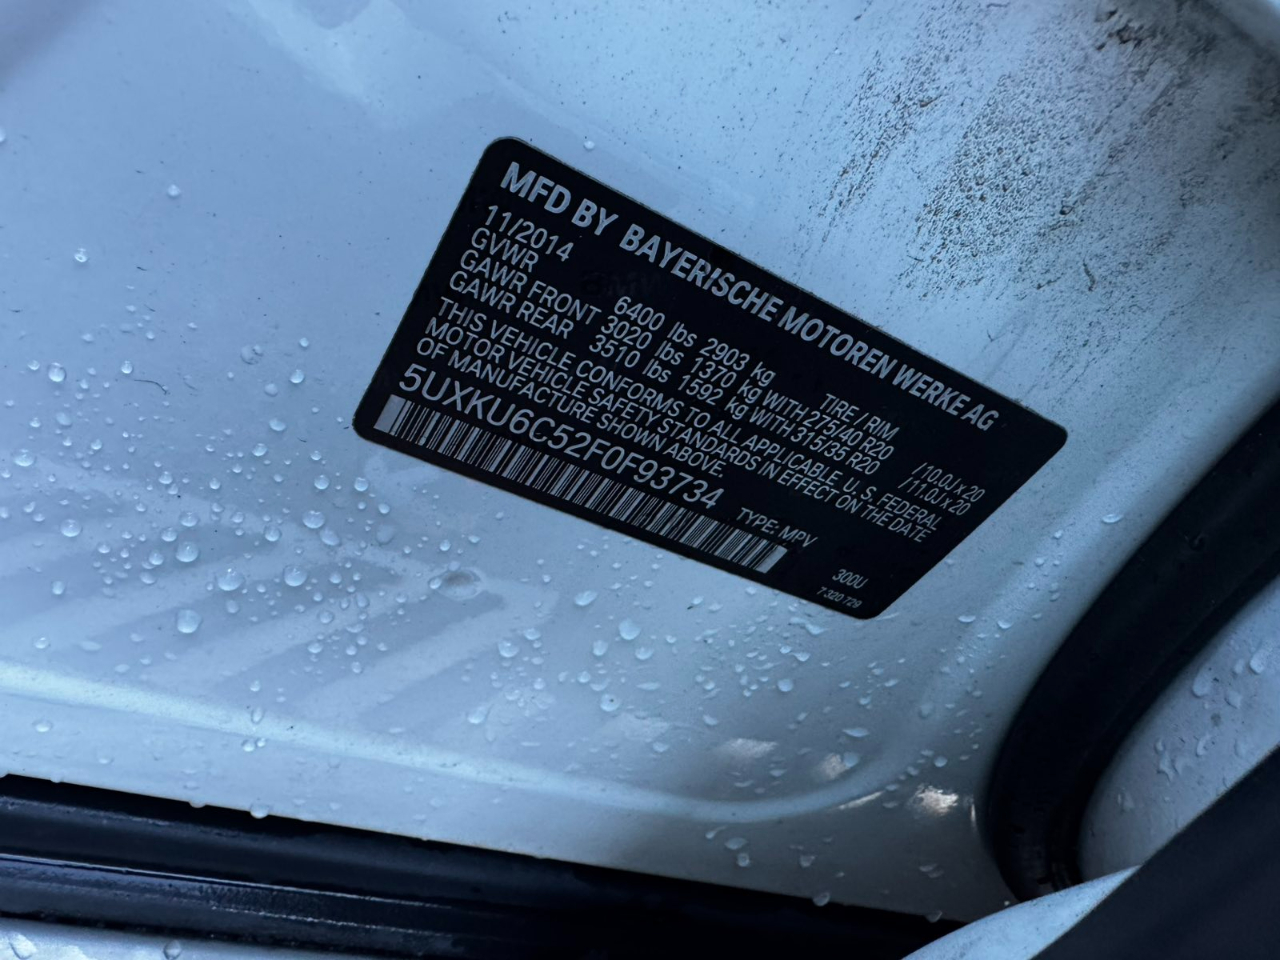 MFD BY BAYERISCHE MOTOREN WERKE AG
11/2014 TIRE / RIM
GVWR 6400 lbs 2903 kg
GAWR FRONT 3020 lbs 1370 kg WITH 275/40 R20 /10.0J x 20
GAWR REAR 3510 lbs 1592 kg WITH 315/35 R20 /11.0J x 20
THIS VEHICLE CONFORMS TO ALL APPLICABLE U.S. FEDERAL
MOTOR VEHICLE SAFETY STANDARDS IN EFFECT ON THE DATE
OF MANUFACTURE SHOWN ABOVE.
5UXKU6C52F0F93734 TYPE: MPV
300U
7 320 729